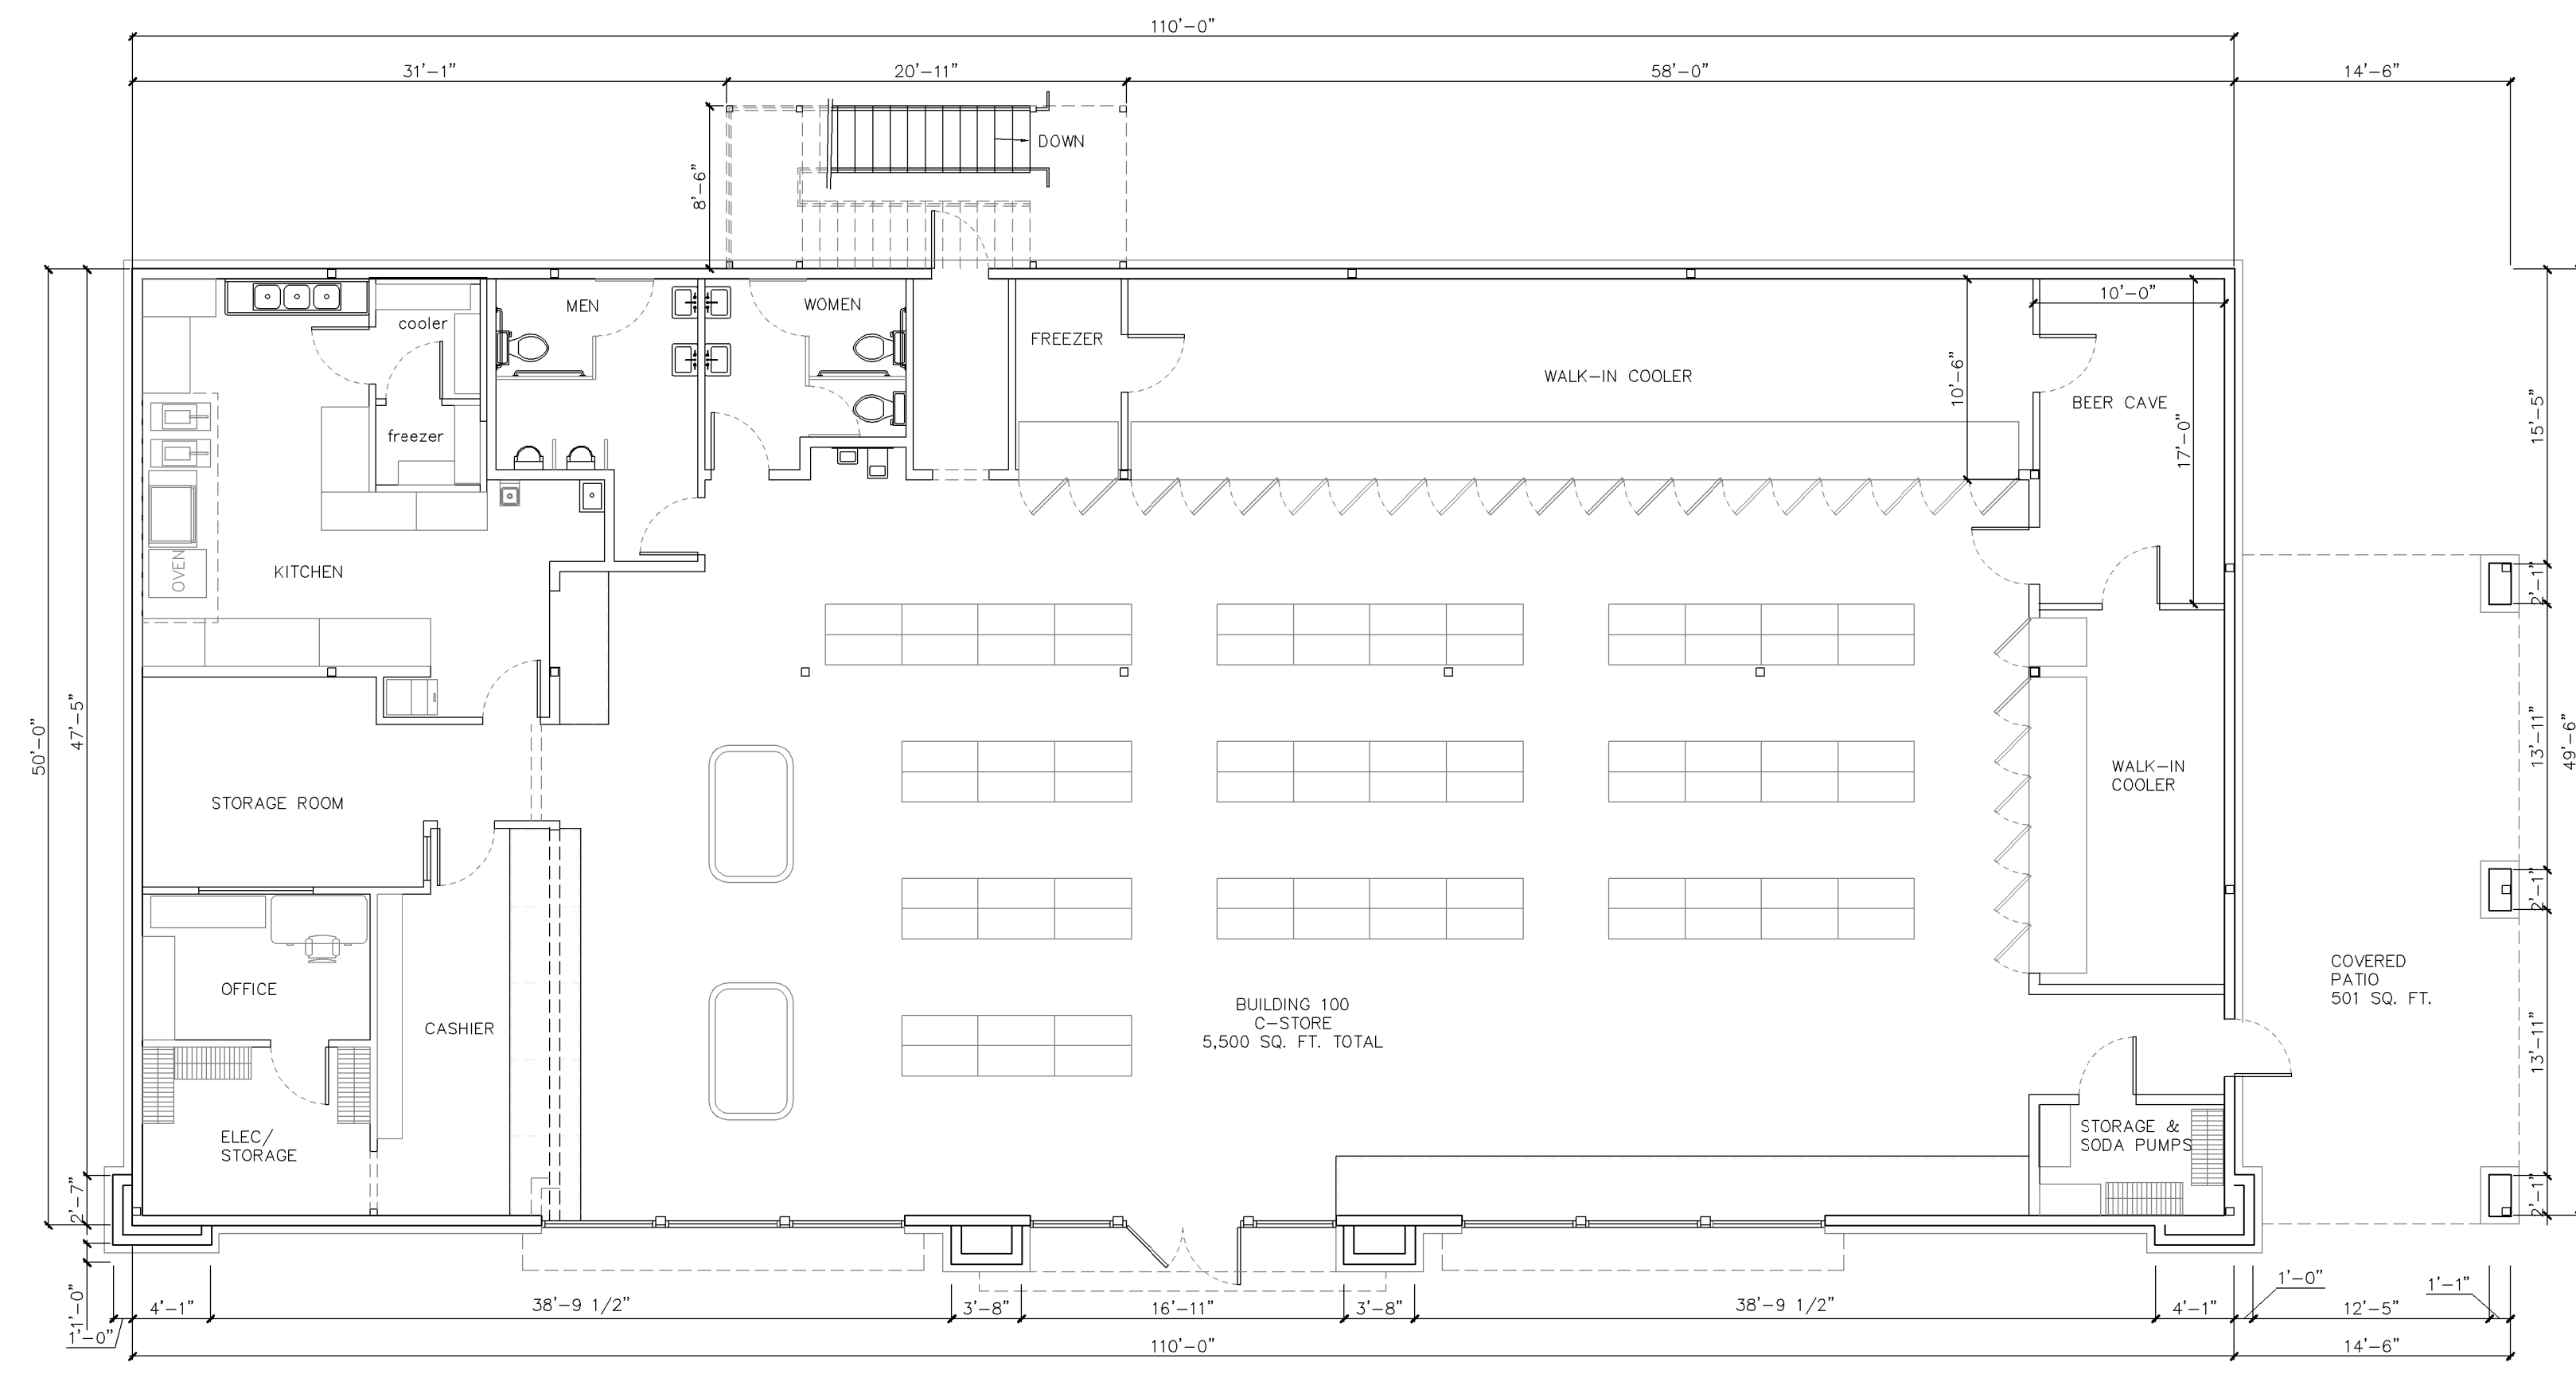 110'-0"
31'-1"
20'-11"
58'-0"
14'-6"
8'-6"
DOWN
MEN
WOMEN
cooler
FREEZER
WALK-IN COOLER
10'-6"
10'-0"
BEER CAVE
17'-0"
15'-5"
freezer
OVEN
KITCHEN
2'-1"
50'-0"
47'-5"
13'-11"
49'-6"
STORAGE ROOM
WALK-IN
COOLER
2'-1"
OFFICE
CASHIER
BUILDING 100
C-STORE
5,500 SQ. FT. TOTAL
COVERED
PATIO
501 SQ. FT.
13'-11"
ELEC/
STORAGE
STORAGE &
SODA PUMPS
2'-7"
2'-1"
1'-0"
1'-0"
4'-1"
38'-9 1/2"
3'-8"
16'-11"
3'-8"
38'-9 1/2"
4'-1"
1'-0"
12'-5"
1'-1"
110'-0"
14'-6"